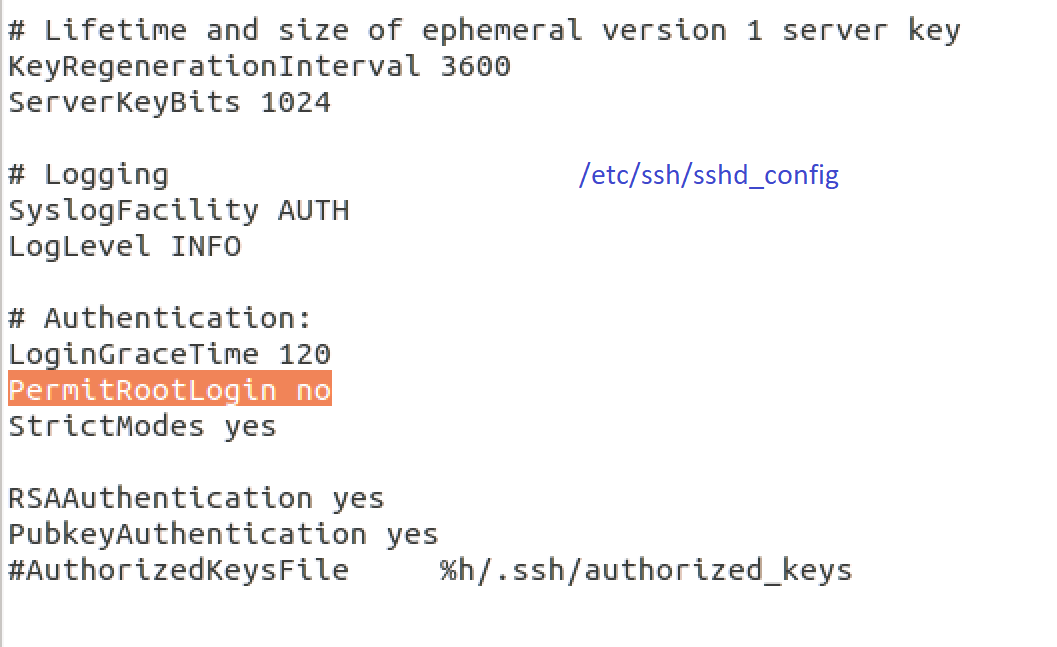 # Lifetime and size of ephemeral version 1 server key
KeyRegenerationInterval 3600
ServerKeyBits 1024
# Logging
/etc/ssh/sshd_config
SyslogFacility AUTH
LogLevel INFO
# Authentication:
LoginGraceTime 120
PermitRootLogin no
StrictModes yes
RSAAuthentication yes
PubkeyAuthentication yes
#AuthorizedKeysFile     %h/.ssh/authorized_keys